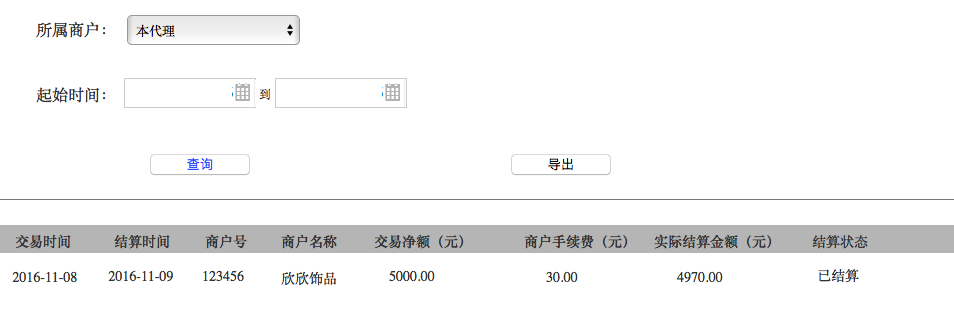 所属商户： 本代理
起始时间： 到
查询 导出
交易时间 结算时间 商户号 商户名称 交易净额（元） 商户手续费（元） 实际结算金额（元） 结算状态
2016-11-08 2016-11-09 123456 欣欣饰品 5000.00 30.00 4970.00 已结算